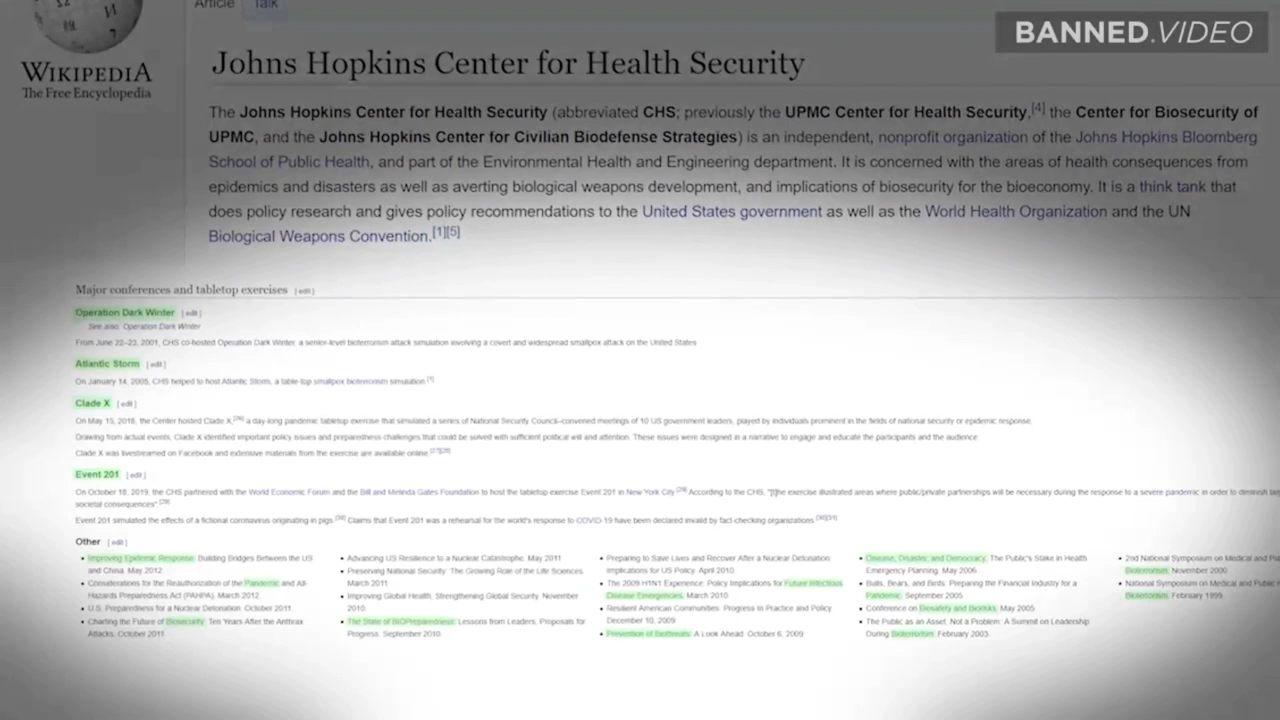 Article Talk
BANNED.VIDEO
WIKIPEDIA
The Free Encyclopedia
Johns Hopkins Center for Health Security
The Johns Hopkins Center for Health Security (abbreviated CHS; previously the UPMC Center for Health Security,[4] the Center for Biosecurity of
UPMC, and the Johns Hopkins Center for Civilian Biodefense Strategies) is an independent, nonprofit organization of the Johns Hopkins Bloomberg
School of Public Health, and part of the Environmental Health and Engineering department. It is concerned with the areas of health consequences from
epidemics and disasters as well as averting biological weapons development, and implications of biosecurity for the bioeconomy. It is a think tank that
does policy research and gives policy recommendations to the United States government as well as the World Health Organization and the UN
Biological Weapons Convention.[1][5]
Major conferences and tabletop exercises [edit]
Operation Dark Winter [edit]
See also: Operation Dark Winter
From June 22–23, 2001, CHS co-hosted Operation Dark Winter, a senior-level bioterrorism attack simulation involving a covert and widespread smallpox attack on the United States
Atlantic Storm [edit]
On January 14, 2005, CHS helped to host Atlantic Storm, a table-top smallpox bioterrorism simulation
Clade X [edit]
On May 15, 2018, the Center hosted Clade X, a day-long pandemic tabletop exercise that simulated a series of National Security Council–convened meetings of 10 US government leaders, played by individuals prominent in the fields of national security or epidemic response.
Drawing from actual events, Clade X identified important policy issues and preparedness challenges that could be solved with sufficient political will and attention. These issues were designed in a narrative to engage and educate the participants and the audience.
Clade X was livestreamed on Facebook and extensive materials from the exercise are available online.
Event 201 [edit]
On October 18, 2019, the CHS partnered with the World Economic Forum and the Bill and Melinda Gates Foundation to host the tabletop exercise Event 201 in New York City. According to the CHS, "[t]he exercise illustrated areas where public/private partnerships will be necessary during the response to a severe pandemic in order to diminish
societal consequences"
Event 201 simulated the effects of a fictional coronavirus originating in pigs. Claims that Event 201 was a rehearsal for the world's response to COVID-19 have been declared invalid by fact-checking organizations
Other [edit]
• Improving Epidemic Response: Building Bridges Between the US
and China. May 2012
• Considerations for the Reauthorization of the Pandemic and All-
Hazards Preparedness Act (PAHPA). March 2012.
• U.S. Preparedness for a Nuclear Detonation. October 2011.
• Charting the Future of Biosecurity: Ten Years After the Anthrax
Attacks. October 2011
• Advancing US Resilience to a Nuclear Catastrophe. May 2011
• Preserving National Security: The Growing Role of the Life Sciences.
March 2011
• Improving Global Health, Strengthening Global Security. November
2010.
• The State of BIOPreparedness: Lessons from Leaders, Proposals for
Progress. September 2010.
• Preparing to Save Lives and Recover After a Nuclear Detonation:
Implications for US Policy. April 2010
• The 2009 H1N1 Experience: Policy Implications for Future Infectious
Disease Emergencies. March 2010
• Resilient American Communities: Progress in Practice and Policy
December 10, 2009
• Prevention of Biothreats: A Look Ahead. October 6, 2009
• Disease, Disaster, and Democracy: The Public's Stake in Health
Emergency Planning. May 2006
• Bulls, Bears, and Birds: Preparing the Financial Industry for a
Pandemic. September 2005
• Conference on Biosafety and Biorisks. May 2005.
• The Public as an Asset, Not a Problem: A Summit on Leadership
During Bioterrorism. February 2003.
• 2nd National Symposium on Medical and
Bioterrorism. November 2000.
• National Symposium on Medical and Public
Bioterrorism. February 1999.